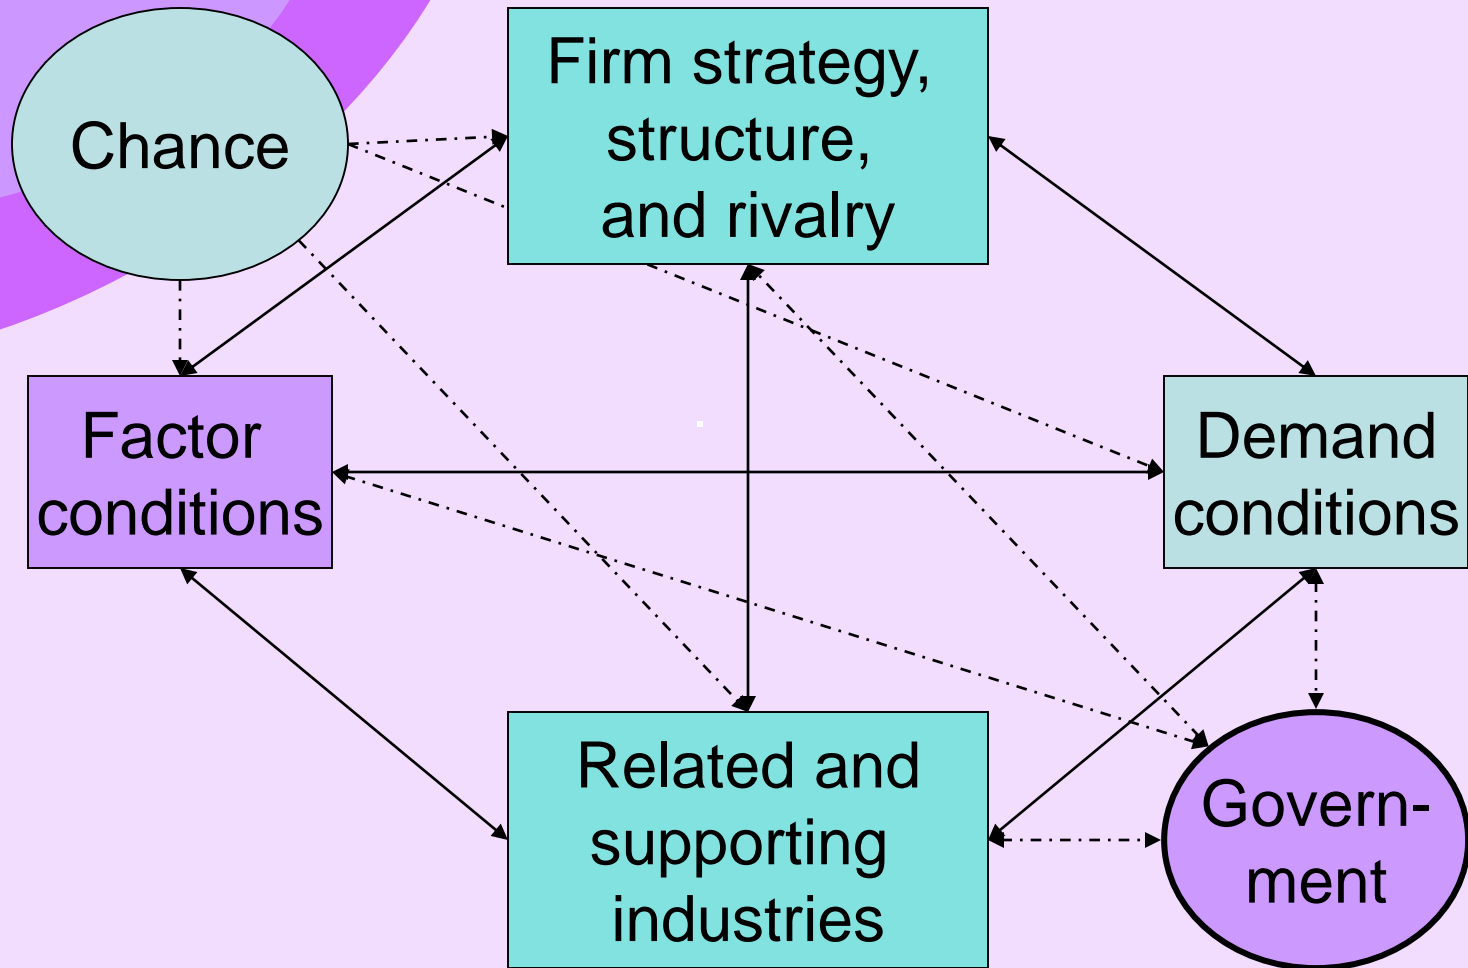 Chance
Firm strategy,
structure,
and rivalry
Factor
conditions
Demand
conditions
Related and
supporting
industries
Govern-
ment